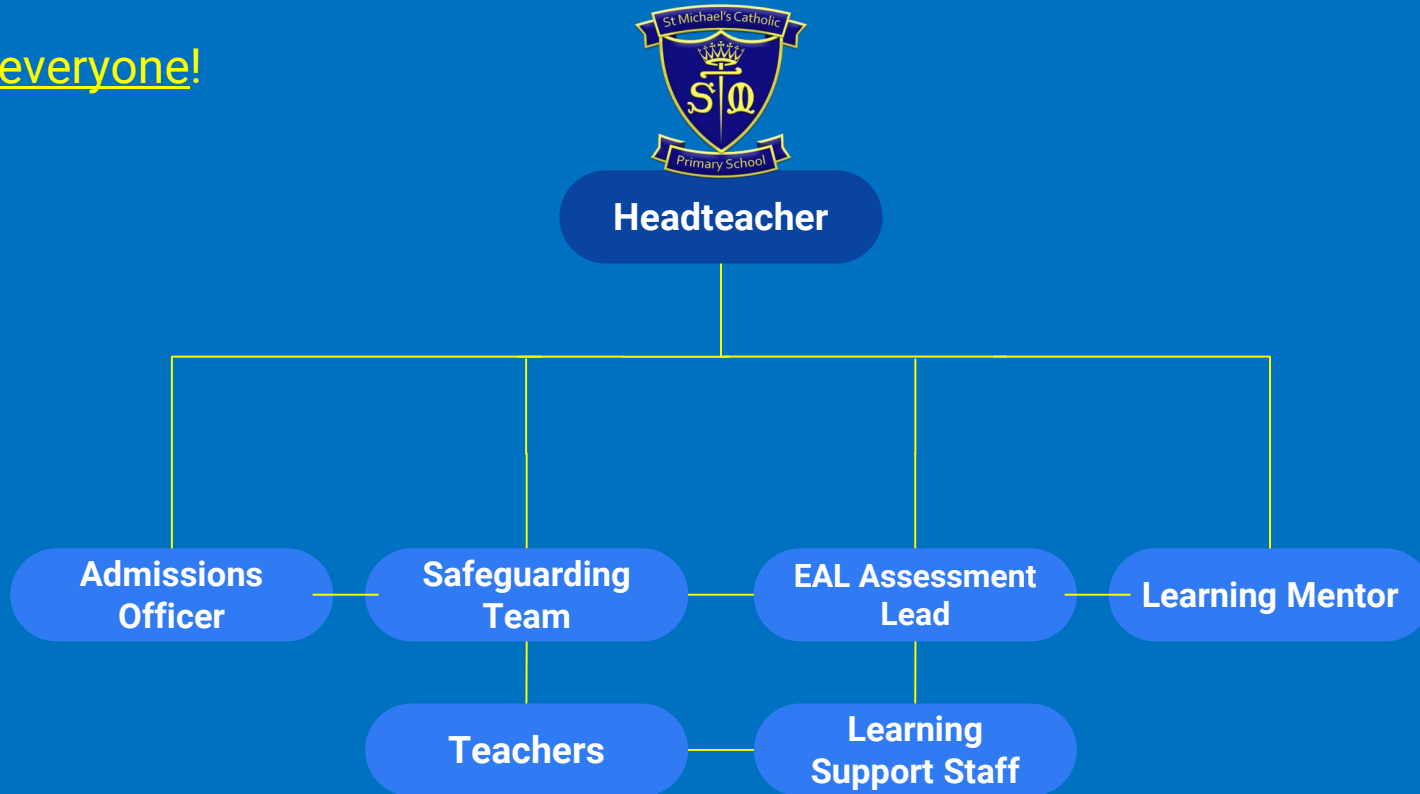 everyone!
St Michael's Catholic
S M
Primary School
Headteacher
Admissions
Officer
Safeguarding
Team
EAL Assessment
Lead
Learning Mentor
Teachers
Learning
Support Staff